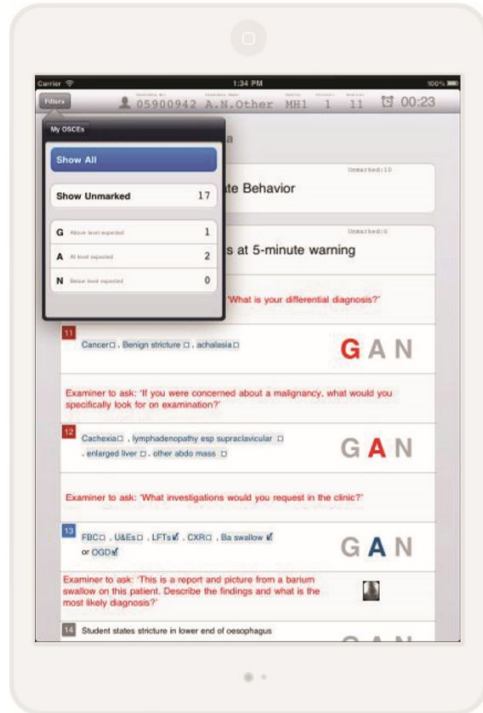 Carrier 1:34 PM 100%
Filters 05900942 A.N.Other MH1 1 11 00:23
My OSCEs
Show All
Unmarked:10
Show Unmarked 17
te Behavior
G Above level expected 1
Unmarked:6
A At level expected 2
s at 5-minute warning
N Below level expected 0
'What is your differential diagnosis?'
11
Cancer , Benign stricture , achalasia
G A N
Examiner to ask: 'If you were concerned about a malignancy, what would you
specifically look for on examination?'
12
Cachexia , lymphadenopathy esp supraclavicular
, enlarged liver , other abdo mass
G A N
Examiner to ask: 'What investigations would you request in the clinic?'
13
FBC , U&Es , LFTs , CXR , Ba swallow
or OGD
G A N
Examiner to ask: 'This is a report and picture from a barium
swallow on this patient. Describe the findings and what is the
most likely diagnosis?'
14 Student states stricture in lower end of oesophagus
G A N